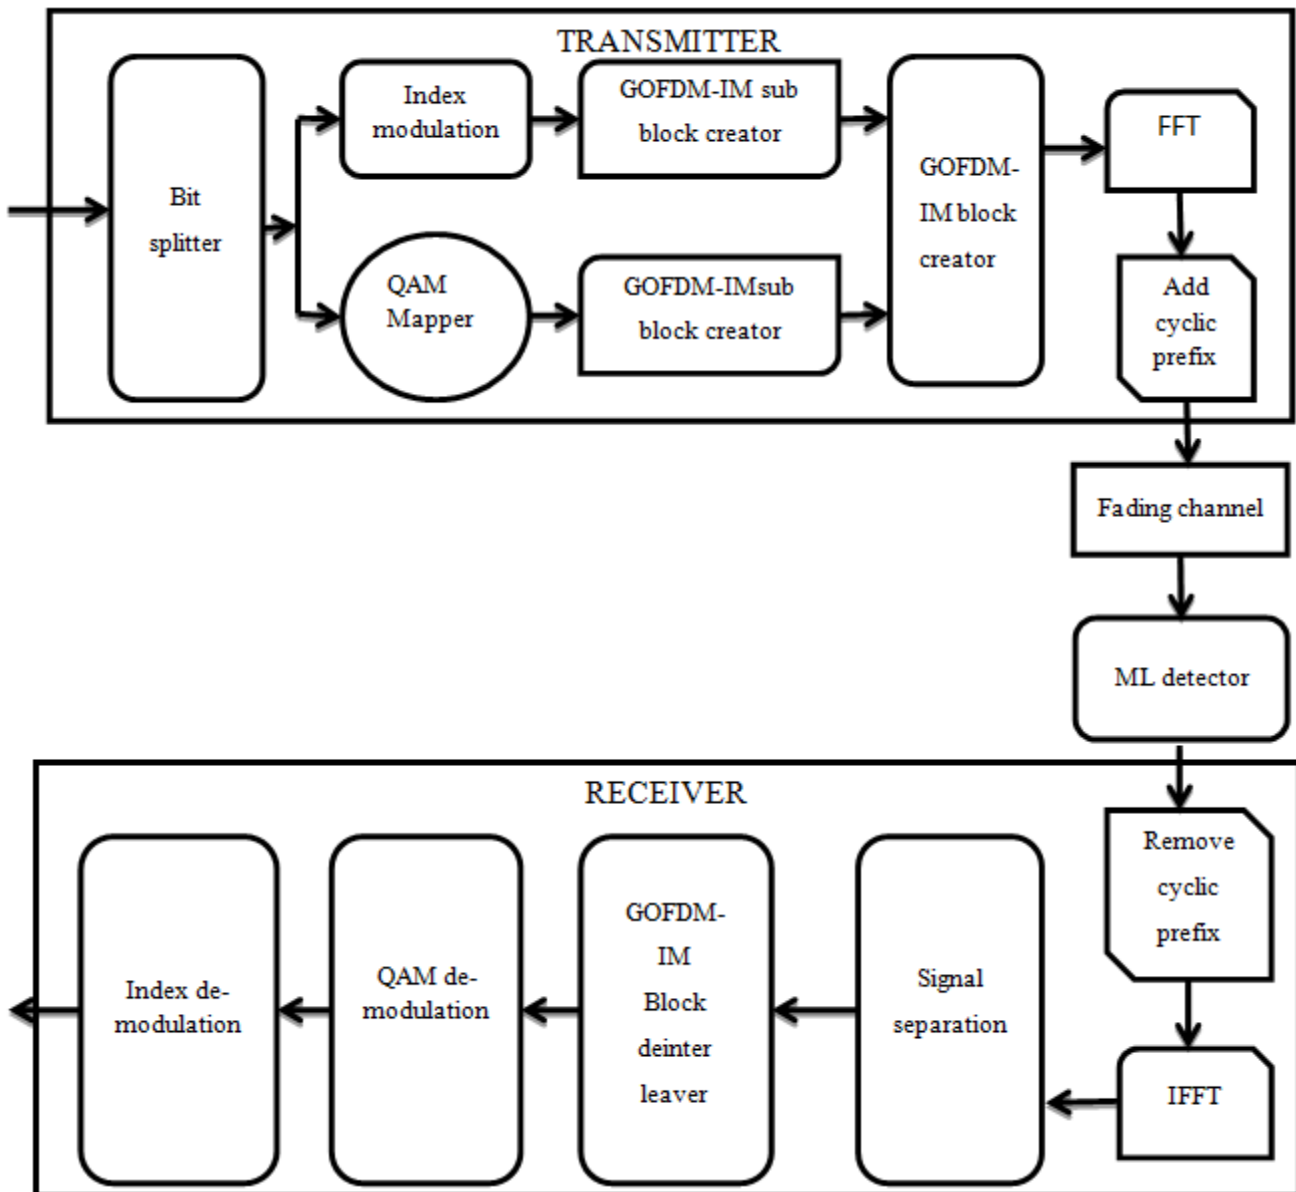 TRANSMITTER
Bit
splitter
Index
modulation
GOFDM-IM sub
block creator
QAM
Mapper
GOFDM-IMsub
block creator
GOFDM-
IM block
creator
FFT
Add
cyclic
prefix
Fading channel
ML detector
RECEIVER
Remove
cyclic
prefix
IFFT
Signal
separation
GOFDM-
IM
Block
deinter
leaver
QAM de-
modulation
Index de-
modulation